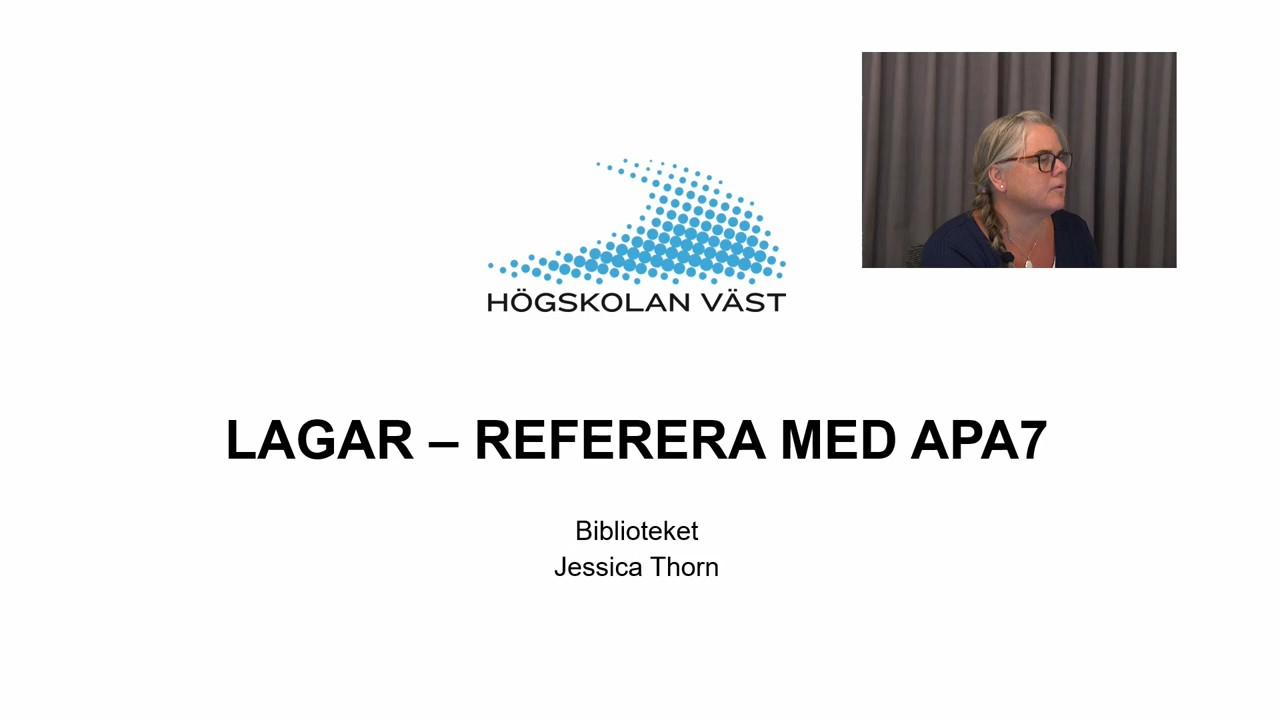 HÖGSKOLAN VÄST
LAGAR – REFERERA MED APA7
Biblioteket
Jessica Thorn